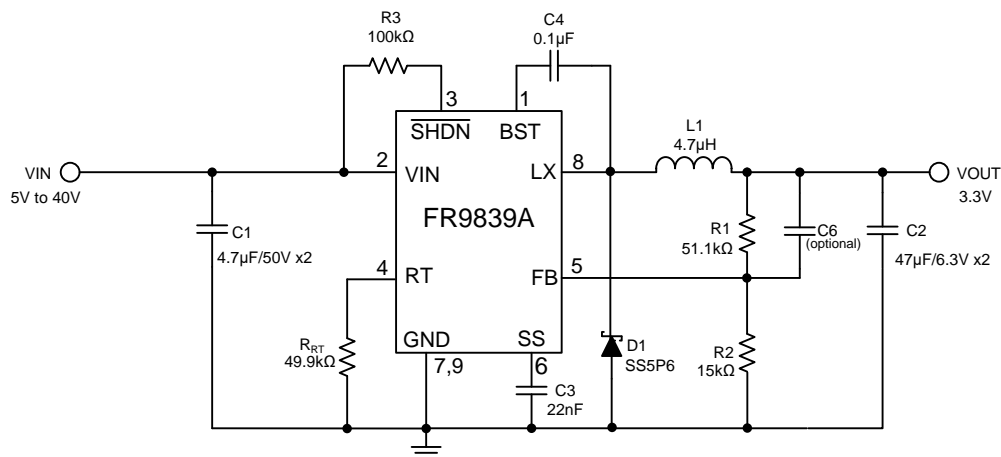 R3
100kΩ
C4
0.1µF
3
1
SHDN
BST
L1
4.7µH
VIN
2
VIN
LX
8
VOUT
5V to 40V
3.3V
FR9839A
C1
4.7µF/50V x2
R1
51.1kΩ
C6
(optional)
C2
47µF/6.3V x2
4
RT
FB
5
RRT
49.9kΩ
GND
SS
7,9
6
D1
SS5P6
R2
15kΩ
C3
22nF